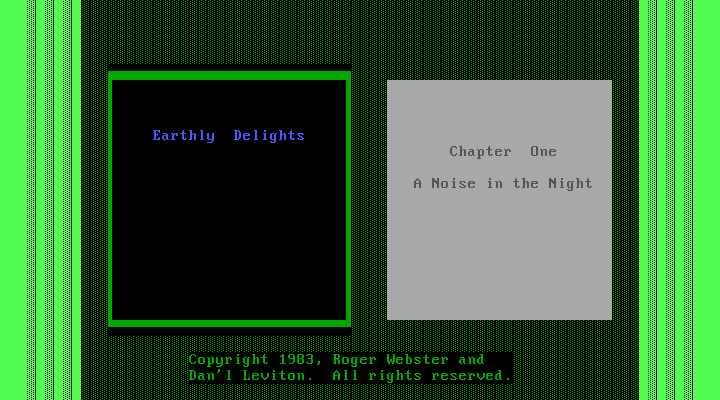 Earthly  Delights
Chapter  One
A Noise in the Night
Copyright 1983, Roger Webster and
Dan'l Leviton.  All rights reserved.